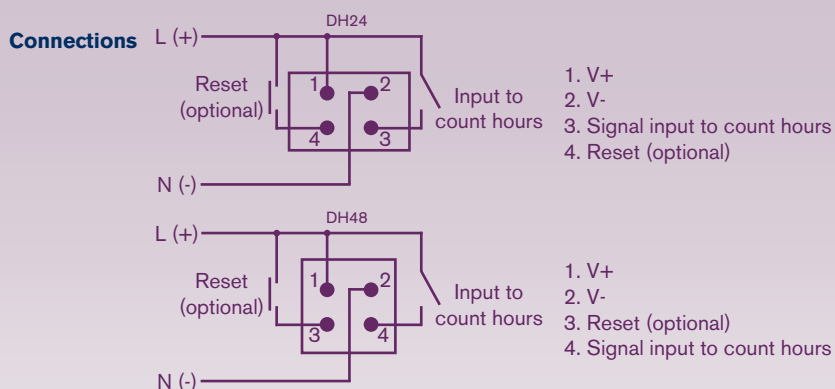 Connections
L (+)
DH24
Reset
(optional)
1
2
4
3
Input to
count hours
N (-)
1. V+
2. V-
3. Signal input to count hours
4. Reset (optional)
L (+)
DH48
Reset
(optional)
1
2
3
4
Input to
count hours
N (-)
1. V+
2. V-
3. Reset (optional)
4. Signal input to count hours